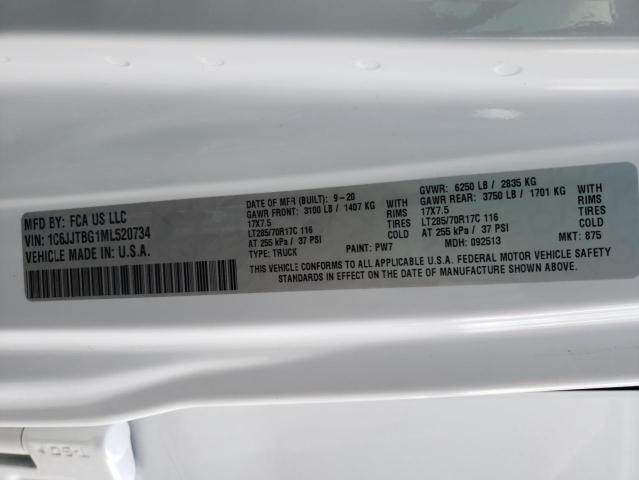 MFD BY: FCA US LLC
VIN: 1C6JJTBG1ML520734
VEHICLE MADE IN: U.S.A.
DATE OF MFR (BUILT): 9-20
GAWR FRONT: 3100 LB / 1407 KG WITH
17X7.5 RIMS
LT285/70R17C 116 TIRES
AT 255 kPa / 37 PSI COLD
TYPE: TRUCK PAINT: PW7
GVWR: 6250 LB / 2835 KG
GAWR REAR: 3750 LB / 1701 KG WITH
17X7.5 RIMS
LT285/70R17C 116 TIRES
AT 255 kPa / 37 PSI COLD
MDH: 092513 MKT: 875
THIS VEHICLE CONFORMS TO ALL APPLICABLE U.S.A. FEDERAL MOTOR VEHICLE SAFETY
STANDARDS IN EFFECT ON THE DATE OF MANUFACTURE SHOWN ABOVE.